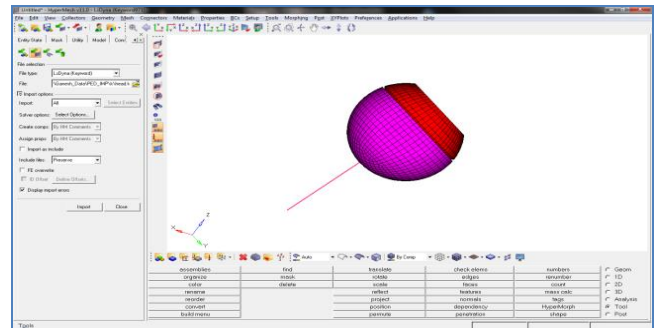 Untitled* - HyperMesh v11.0 - LsDyna (Keyword)
File Edit View Collectors Geometry Mesh Connectors Materials Properties BCs Setup Tools Morphing Post XYPlots Preferences Applications Help
Entity State Mask Utility Model Con
File selection
File type: LsDyna (Keyword)
File:
Import options
Import: All Select Entities
Solver options: Select Options...
Create comps: By HM Comments
Assign props: By HM Comments
Import as include
Include files: Preserve
FE overwrite
ID Offset Define Offsets...
Display import errors
Import Close
Z
X Y
Auto By Comp
assemblies find translate check elems numbers Geom
organize mask rotate edges renumber 1D
color delete scale faces count 2D
rename reflect features mass calc 3D
reorder project normals tags Analysis
convert position dependency HyperMorph Tool
build menu permute penetration shape Post
Tools